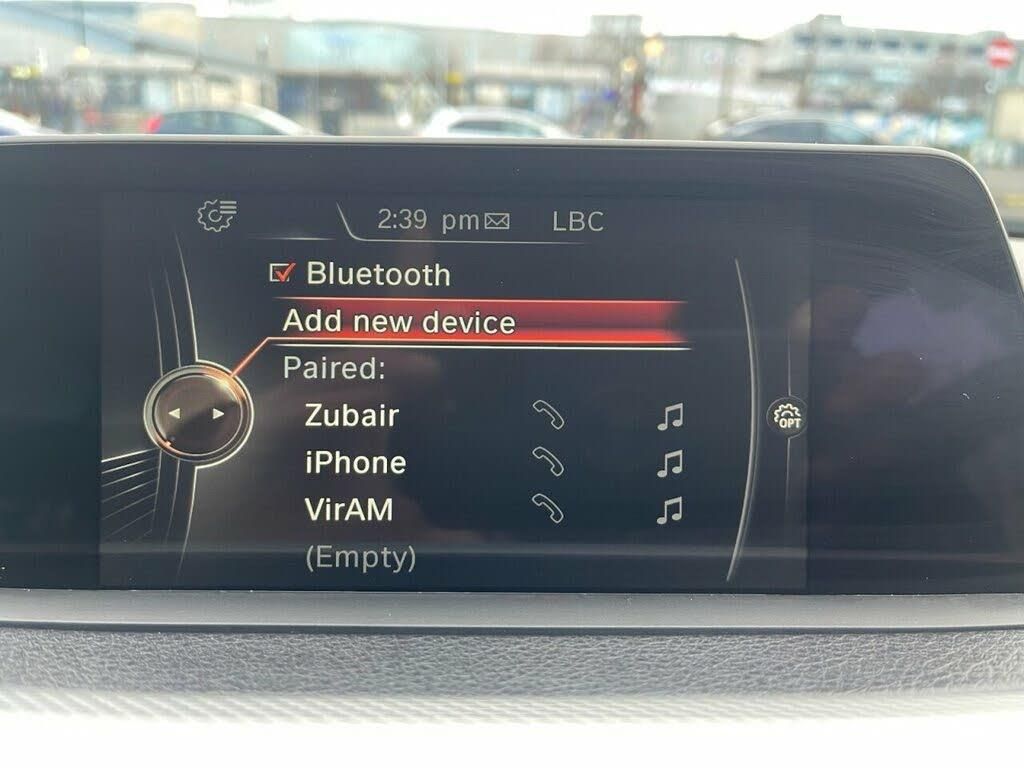 2:39 pm LBC
Bluetooth
Add new device
Paired:
Zubair
iPhone
VirAM
(Empty)
OPT